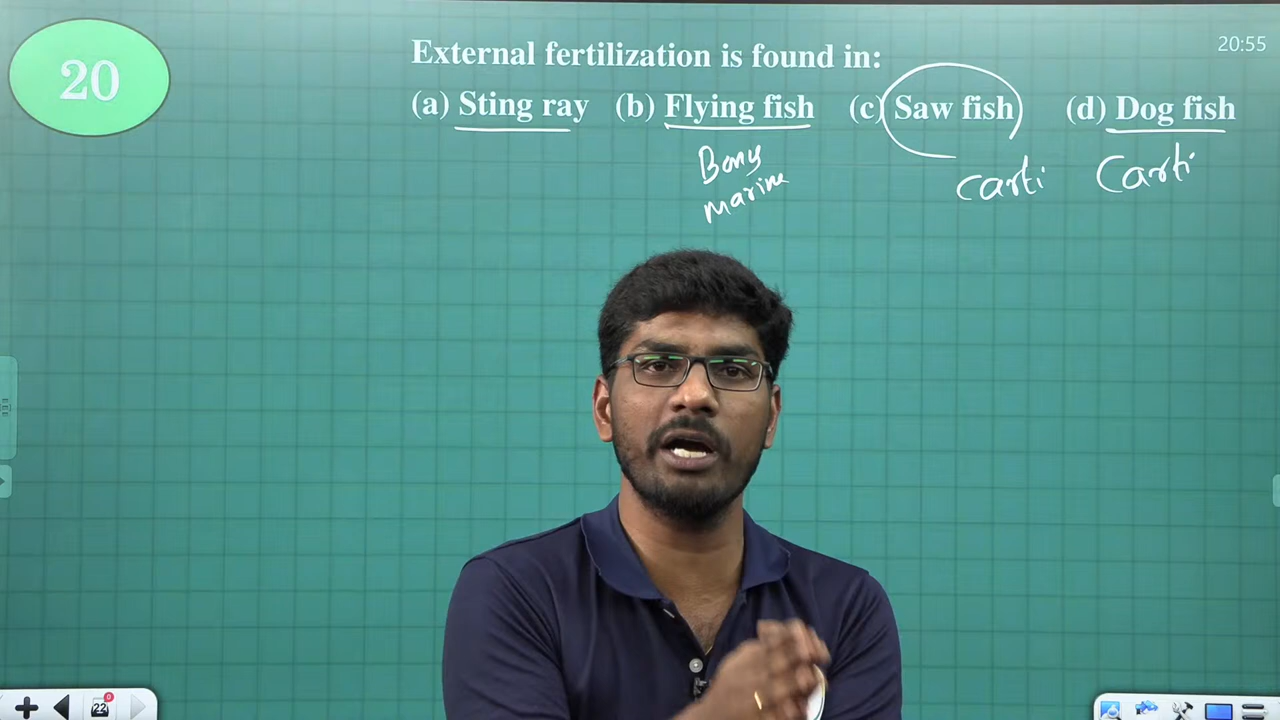 20
External fertilization is found in:
20:55
(a) Sting ray (b) Flying fish (c) Saw fish (d) Dog fish
Bony
marine
Carti
Carti
22